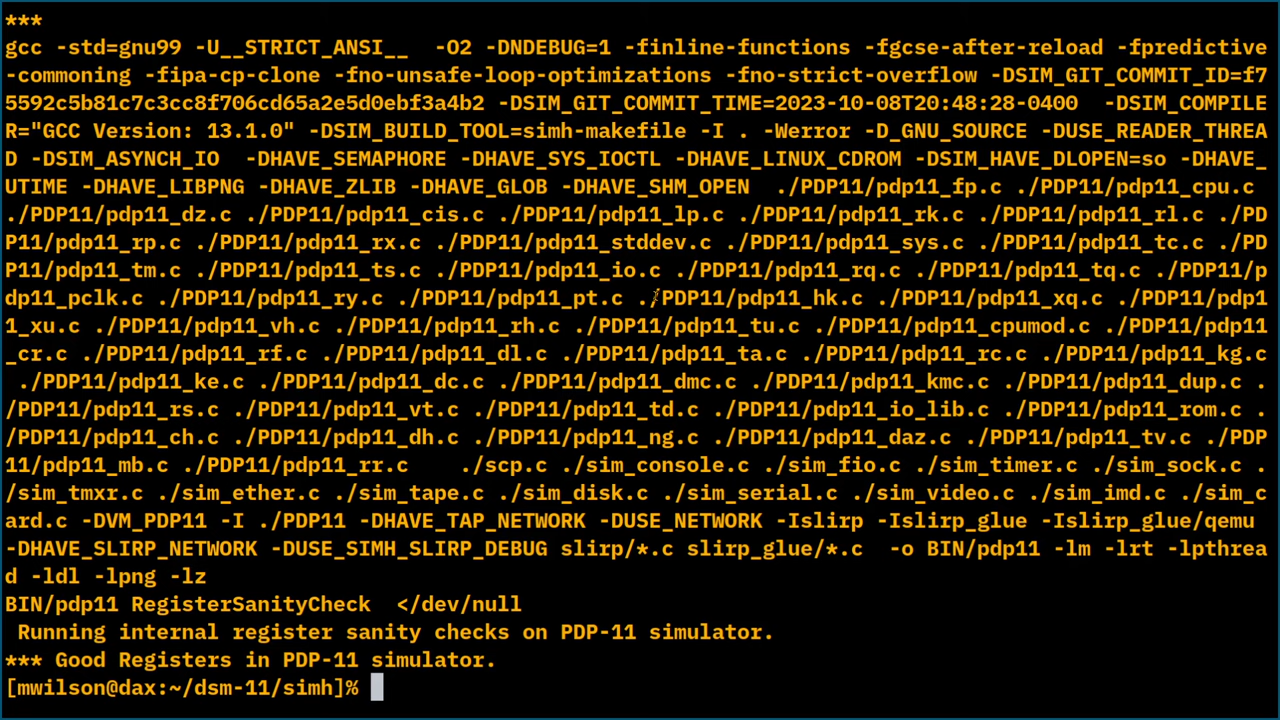 ***
gcc -std=gnu99 -U__STRICT_ANSI__  -O2 -DNDEBUG=1 -finline-functions -fgcse-after-reload -fpredictive
-commoning -fipa-cp-clone -fno-unsafe-loop-optimizations -fno-strict-overflow -DSIM_GIT_COMMIT_ID=f7
5592c5b81c7c3cc8f706cd65a2e5d0ebf3a4b2 -DSIM_GIT_COMMIT_TIME=2023-10-08T20:48:28-0400  -DSIM_COMPILE
R="GCC Version: 13.1.0" -DSIM_BUILD_TOOL=simh-makefile -I . -Werror -D_GNU_SOURCE -DUSE_READER_THREA
D -DSIM_ASYNCH_IO  -DHAVE_SEMAPHORE -DHAVE_SYS_IOCTL -DHAVE_LINUX_CDROM -DSIM_HAVE_DLOPEN=so -DHAVE_
UTIME -DHAVE_LIBPNG -DHAVE_ZLIB -DHAVE_GLOB -DHAVE_SHM_OPEN  ./PDP11/pdp11_fp.c ./PDP11/pdp11_cpu.c
./PDP11/pdp11_dz.c ./PDP11/pdp11_cis.c ./PDP11/pdp11_lp.c ./PDP11/pdp11_rk.c ./PDP11/pdp11_rl.c ./PD
P11/pdp11_rp.c ./PDP11/pdp11_rx.c ./PDP11/pdp11_stddev.c ./PDP11/pdp11_sys.c ./PDP11/pdp11_tc.c ./PD
P11/pdp11_tm.c ./PDP11/pdp11_ts.c ./PDP11/pdp11_io.c ./PDP11/pdp11_rq.c ./PDP11/pdp11_tq.c ./PDP11/p
dp11_pclk.c ./PDP11/pdp11_ry.c ./PDP11/pdp11_pt.c ./PDP11/pdp11_hk.c ./PDP11/pdp11_xq.c ./PDP11/pdp1
1_xu.c ./PDP11/pdp11_vh.c ./PDP11/pdp11_rh.c ./PDP11/pdp11_tu.c ./PDP11/pdp11_cpumod.c ./PDP11/pdp11
_cr.c ./PDP11/pdp11_rf.c ./PDP11/pdp11_dl.c ./PDP11/pdp11_ta.c ./PDP11/pdp11_rc.c ./PDP11/pdp11_kg.c
 ./PDP11/pdp11_ke.c ./PDP11/pdp11_dc.c ./PDP11/pdp11_dmc.c ./PDP11/pdp11_kmc.c ./PDP11/pdp11_dup.c .
/PDP11/pdp11_rs.c ./PDP11/pdp11_vt.c ./PDP11/pdp11_td.c ./PDP11/pdp11_io_lib.c ./PDP11/pdp11_rom.c .
/PDP11/pdp11_ch.c ./PDP11/pdp11_dh.c ./PDP11/pdp11_ng.c ./PDP11/pdp11_daz.c ./PDP11/pdp11_tv.c ./PDP
11/pdp11_mb.c ./PDP11/pdp11_rr.c    ./scp.c ./sim_console.c ./sim_fio.c ./sim_timer.c ./sim_sock.c .
/sim_tmxr.c ./sim_ether.c ./sim_tape.c ./sim_disk.c ./sim_serial.c ./sim_video.c ./sim_imd.c ./sim_c
ard.c -DVM_PDP11 -I ./PDP11 -DHAVE_TAP_NETWORK -DUSE_NETWORK -Islirp -Islirp_glue -Islirp_glue/qemu
-DHAVE_SLIRP_NETWORK -DUSE_SIMH_SLIRP_DEBUG slirp/*.c slirp_glue/*.c  -o BIN/pdp11 -lm -lrt -lpthrea
d -ldl -lpng -lz
BIN/pdp11 RegisterSanityCheck  </dev/null
 Running internal register sanity checks on PDP-11 simulator.
*** Good Registers in PDP-11 simulator.
[mwilson@dax:~/dsm-11/simh]%